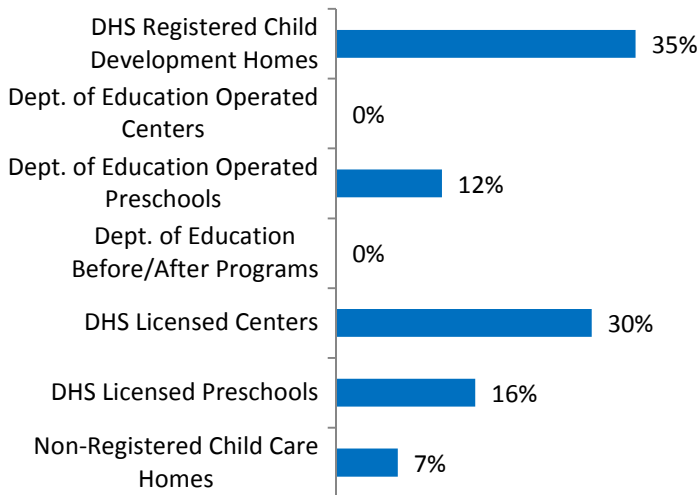 DHS Registered Child
Development Homes
35%
Dept. of Education Operated
Centers
0%
Dept. of Education Operated
Preschools
12%
Dept. of Education
Before/After Programs
0%
DHS Licensed Centers
30%
DHS Licensed Preschools
16%
Non-Registered Child Care
Homes
7%